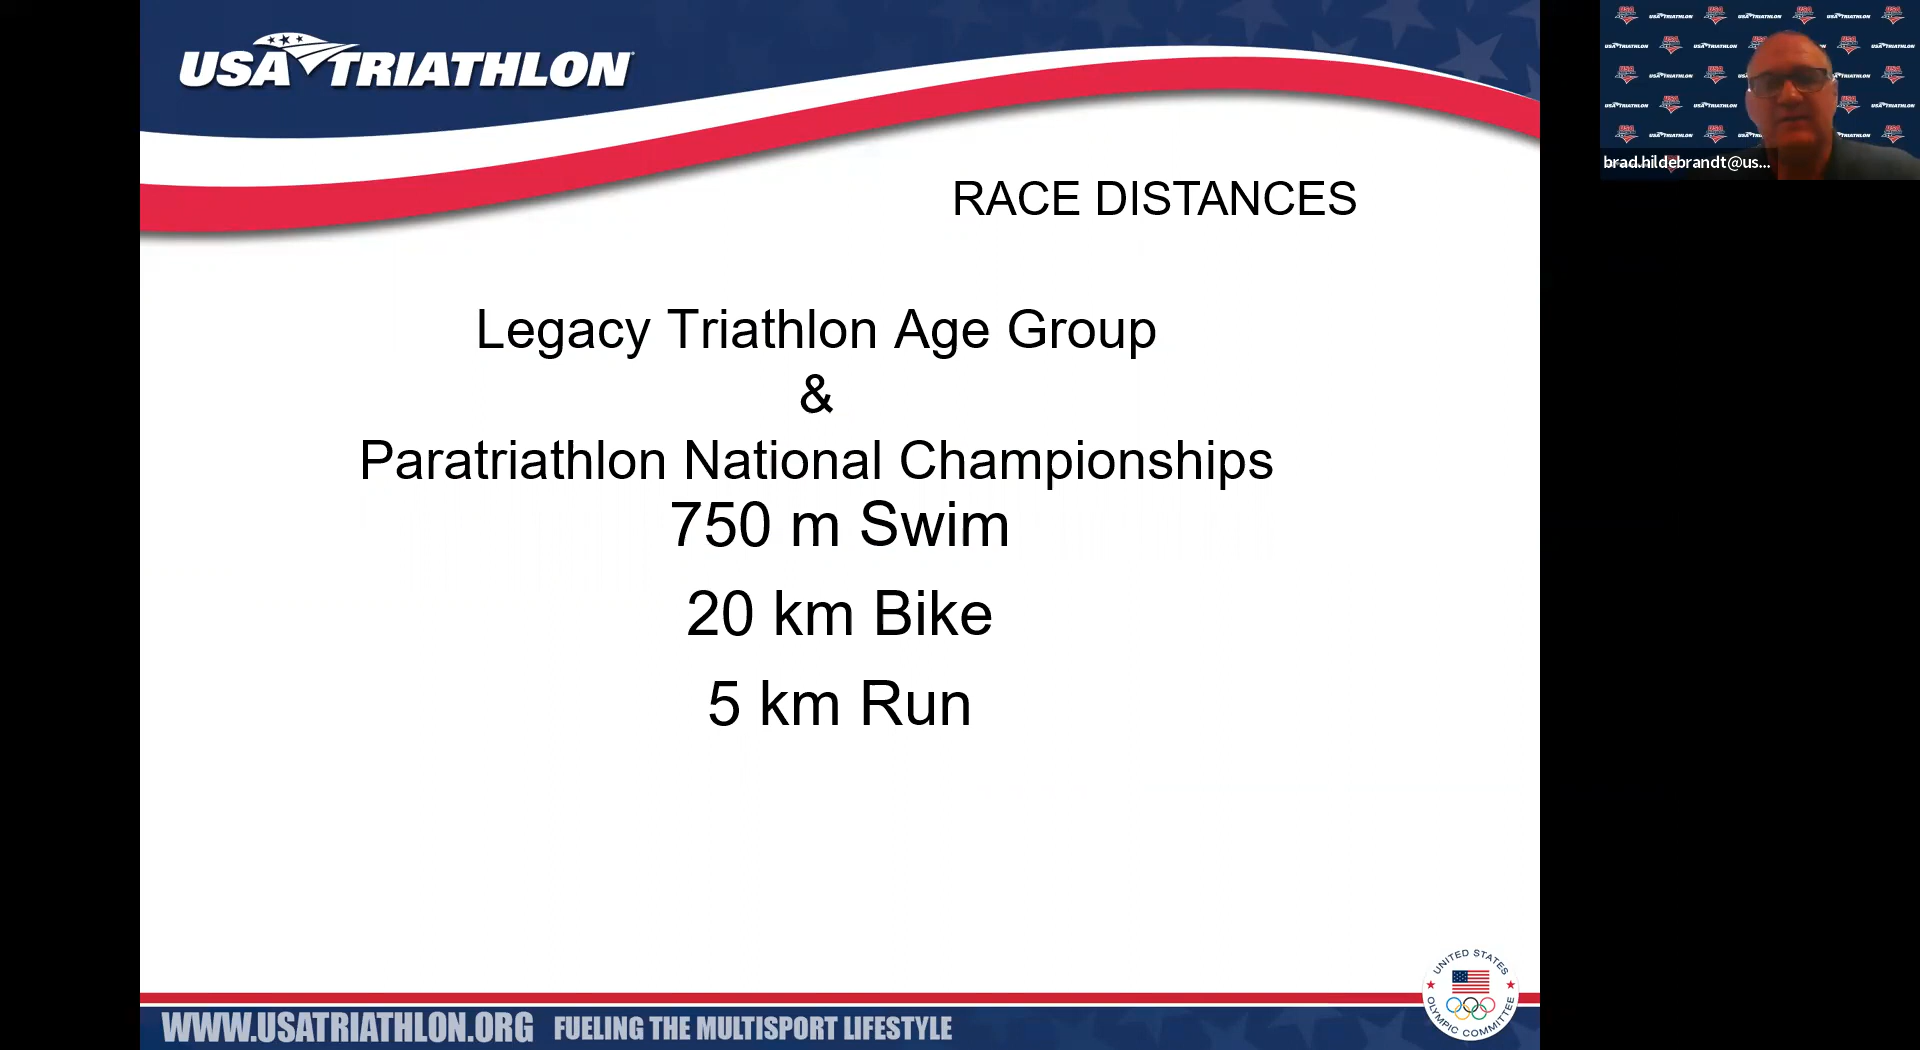 USA TRIATHLON
RACE DISTANCES
Legacy Triathlon Age Group
&
Paratriathlon National Championships
750 m Swim
20 km Bike
5 km Run
WWW.USATRIATHLON.ORG FUELING THE MULTISPORT LIFESTYLE
UNITED STATES
OLYMPIC COMMITTEE
brad.hildebrandt@us...